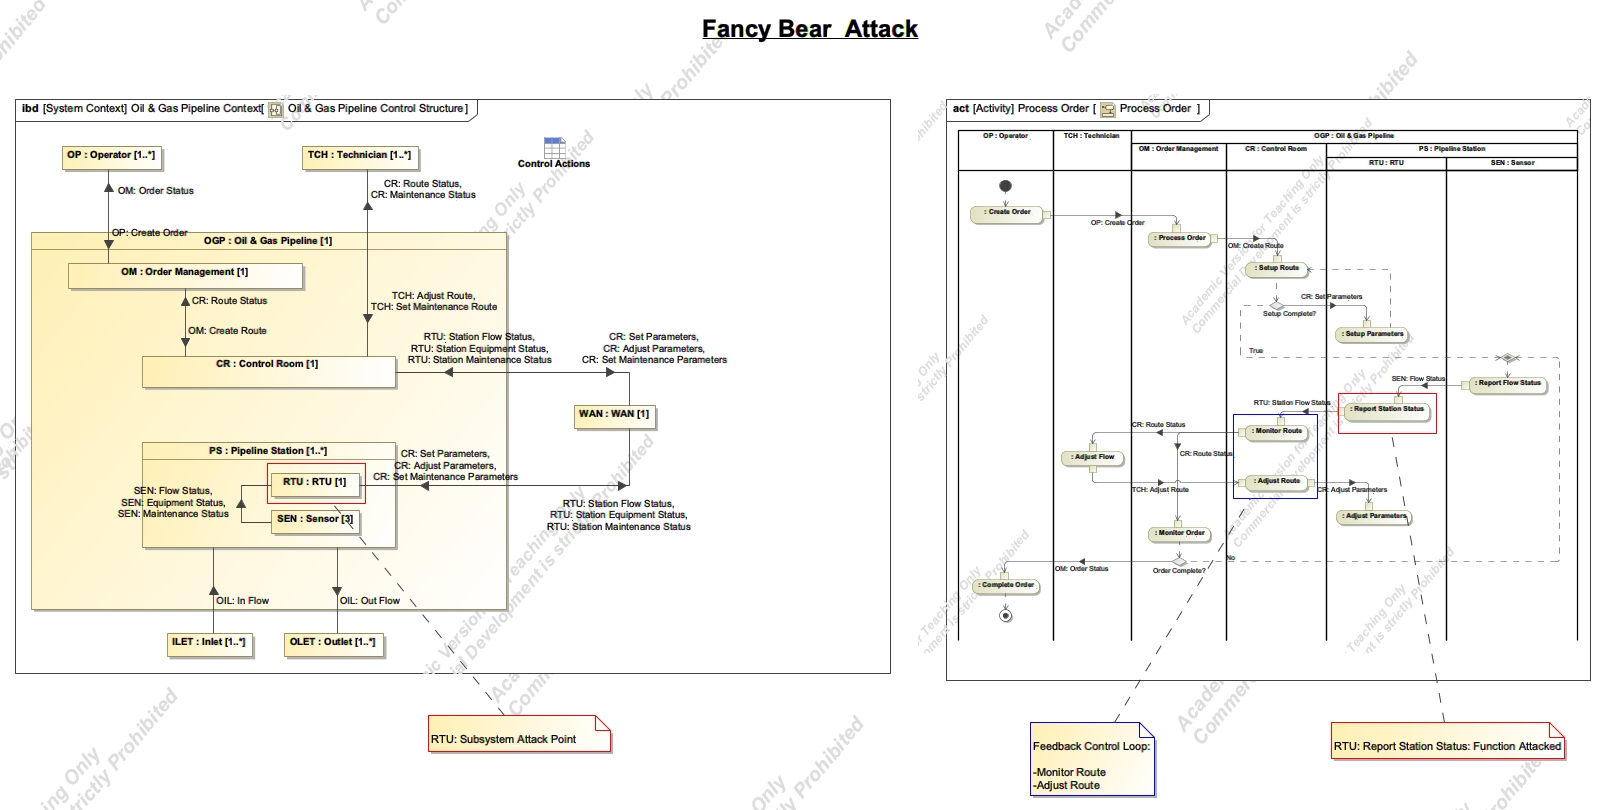 Fancy Bear  Attack
ibd [System Context] Oil & Gas Pipeline Context[ Oil & Gas Pipeline Control Structure]
OP : Operator [1..*]
TCH : Technician [1..*]
Control Actions
OM: Order Status
CR: Route Status,
CR: Maintenance Status
OP: Create Order
OGP : Oil & Gas Pipeline [1]
OM : Order Management [1]
CR: Route Status
OM: Create Route
TCH: Adjust Route,
TCH: Set Maintenance Route
CR : Control Room [1]
RTU: Station Flow Status,
RTU: Station Equipment Status,
RTU: Station Maintenance Status
CR: Set Parameters,
CR: Adjust Parameters,
CR: Set Maintenance Parameters
WAN : WAN [1]
PS : Pipeline Station [1..*]
CR: Set Parameters,
CR: Adjust Parameters,
CR: Set Maintenance Parameters
RTU : RTU [1]
SEN: Flow Status,
SEN: Equipment Status,
SEN: Maintenance Status
SEN : Sensor [3]
RTU: Station Flow Status,
RTU: Station Equipment Status,
RTU: Station Maintenance Status
OIL: In Flow
OIL: Out Flow
ILET : Inlet [1..*]
OLET : Outlet [1..*]
RTU: Subsystem Attack Point
act [Activity] Process Order [ Process Order ]
OP : Operator
TCH : Technician
OGP : Oil & Gas Pipeline
OM : Order Management
CR : Control Room
PS : Pipeline Station
RTU : RTU
SEN : Sensor
: Create Order
OP: Create Order
: Process Order
OM: Create Route
: Setup Route
CR: Set Parameters
Setup Complete?
: Setup Parameters
True
SEN: Flow Status
: Report Flow Status
RTU: Station Flow Status
: Report Station Status
CR: Route Status
: Monitor Route
CR: Route Status
: Adjust Flow
TCH: Adjust Route
: Adjust Route
CR: Adjust Parameters
: Adjust Parameters
: Monitor Order
No
OM: Order Status
Order Complete?
: Complete Order
Feedback Control Loop:
-Monitor Route
-Adjust Route
RTU: Report Station Status: Function Attacked